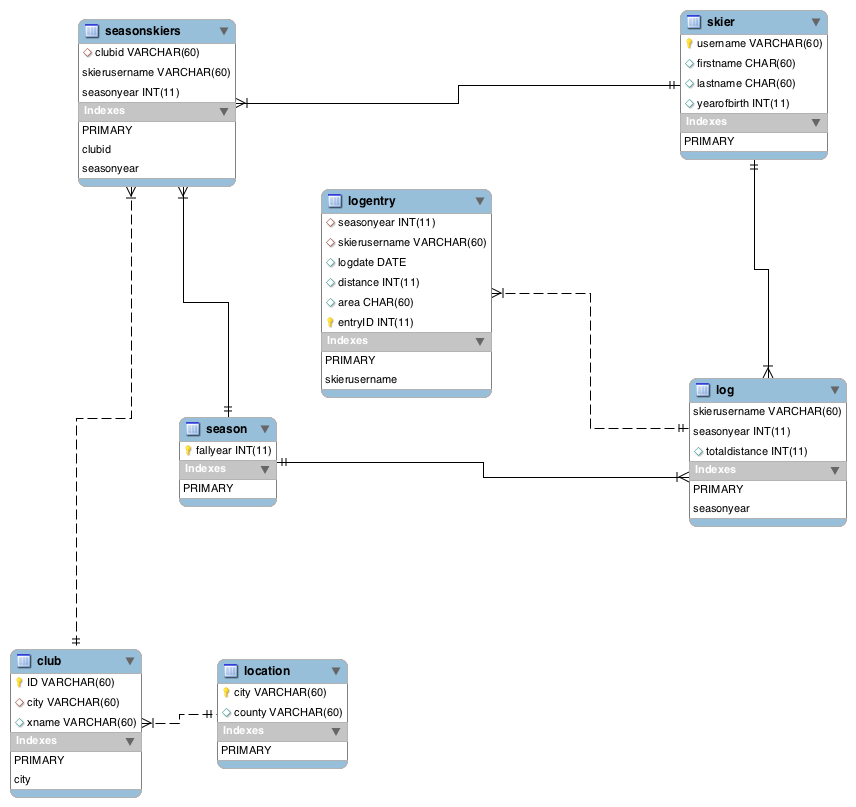 seasonskiers
clubid VARCHAR(60)
skierusername VARCHAR(60)
seasonyear INT(11)
Indexes
PRIMARY
clubid
seasonyear
skier
username VARCHAR(60)
firstname CHAR(60)
lastname CHAR(60)
yearofbirth INT(11)
Indexes
PRIMARY
logentry
seasonyear INT(11)
skierusername VARCHAR(60)
logdate DATE
distance INT(11)
area CHAR(60)
entryID INT(11)
Indexes
PRIMARY
skierusername
log
skierusername VARCHAR(60)
seasonyear INT(11)
totaldistance INT(11)
Indexes
PRIMARY
seasonyear
season
fallyear INT(11)
Indexes
PRIMARY
club
ID VARCHAR(60)
city VARCHAR(60)
xname VARCHAR(60)
Indexes
PRIMARY
city
location
city VARCHAR(60)
county VARCHAR(60)
Indexes
PRIMARY